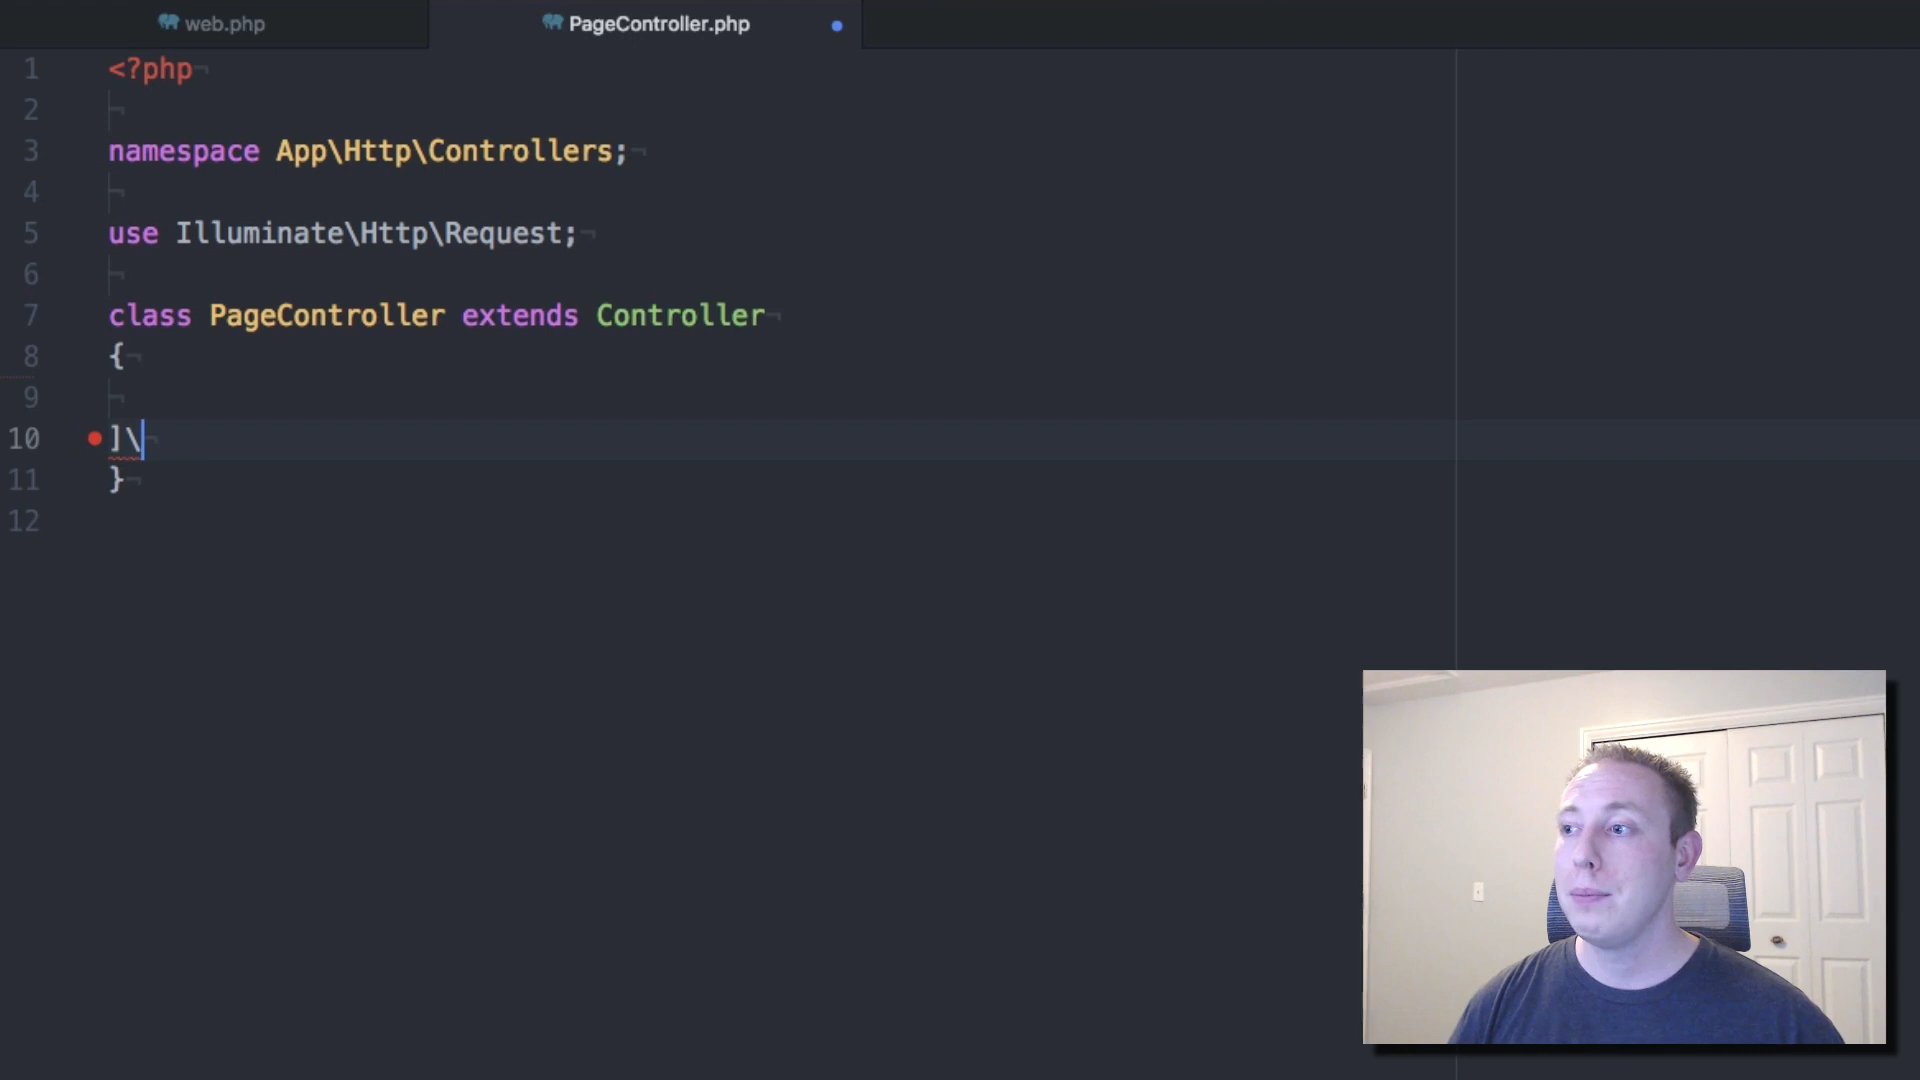 web.php
PageController.php
1 <?php
2
3 namespace App\Http\Controllers;
4
5 use Illuminate\Http\Request;
6
7 class PageController extends Controller
8 {
9
10 ]\
11 }
12